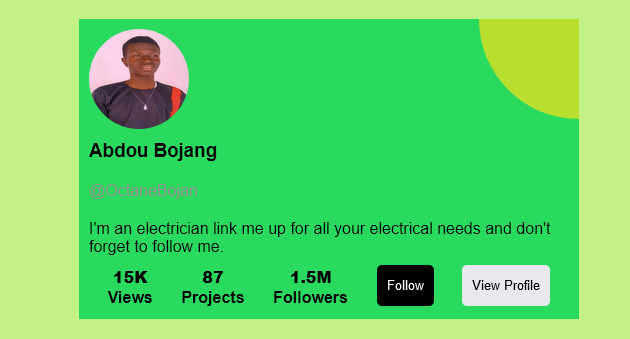 Abdou Bojang
I'm an electrician link me up for all your electrical needs and don't
forget to follow me.
15K 87 1.5M Follow View Profile
Views Projects Followers